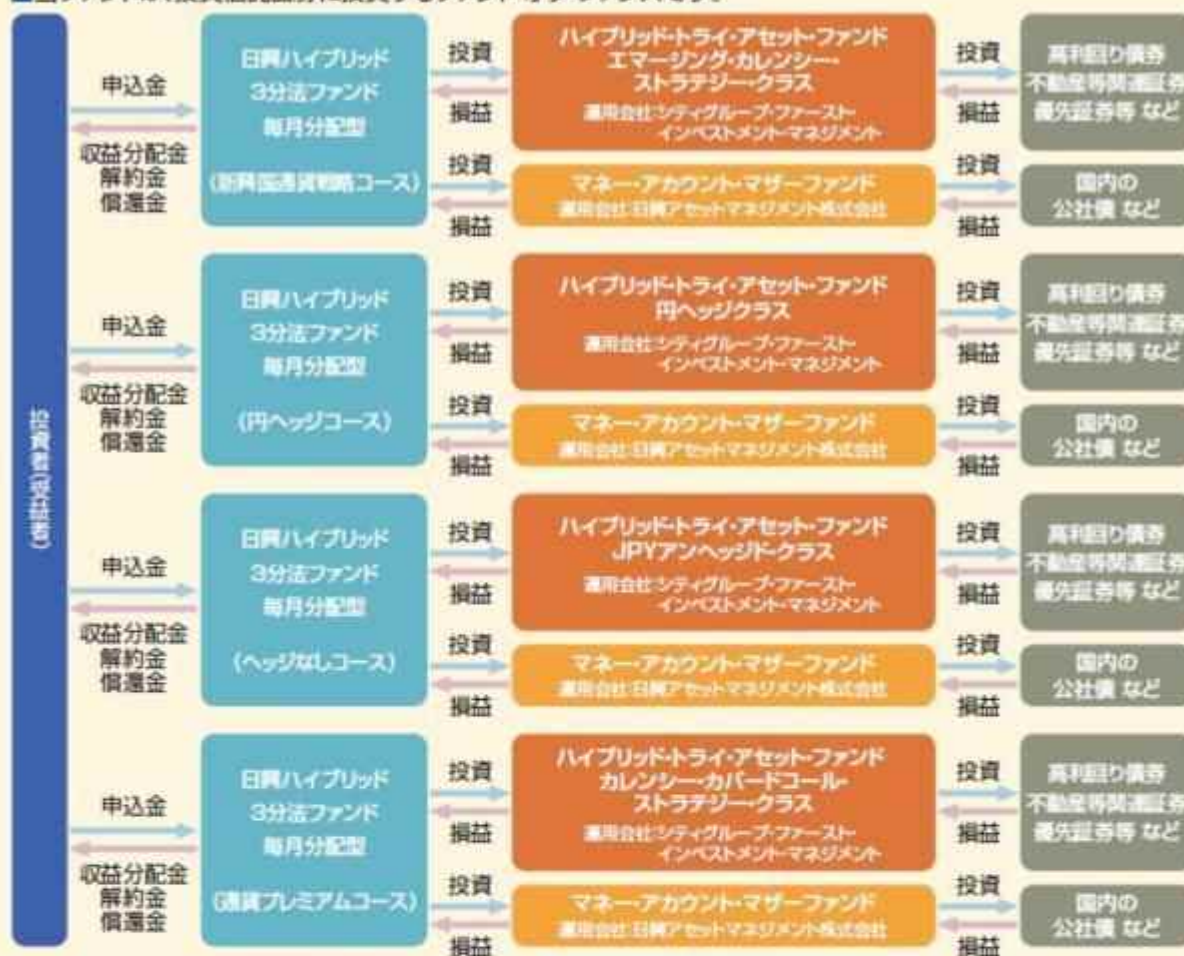 申込金
収益分配金
解約金
償還金
日興ハイブリッド
3分法ファンド
毎月分配型
(新興国通貨戦略コース)
投資
損益
投資
損益
ハイブリッド・トライ・アセット・ファンド
エマージング・カレンシー・
ストラテジー・クラス
運用会社:シティグループ・ファースト・
インベストメント・マネジメント
マネー・アカウント・マザーファンド
運用会社:日興アセットマネジメント株式会社
投資
損益
投資
損益
高利回り債券
不動産等関連証券
優先証券等 など
国内の
公社債 など
投資者(受益者)
申込金
収益分配金
解約金
償還金
日興ハイブリッド
3分法ファンド
毎月分配型
(円ヘッジコース)
投資
損益
投資
損益
ハイブリッド・トライ・アセット・ファンド
円ヘッジクラス
運用会社:シティグループ・ファースト・
インベストメント・マネジメント
マネー・アカウント・マザーファンド
運用会社:日興アセットマネジメント株式会社
投資
損益
投資
損益
高利回り債券
不動産等関連証券
優先証券等 など
国内の
公社債 など
申込金
収益分配金
解約金
償還金
日興ハイブリッド
3分法ファンド
毎月分配型
(ヘッジなしコース)
投資
損益
投資
損益
ハイブリッド・トライ・アセット・ファンド
JPYアンヘッジド・クラス
運用会社:シティグループ・ファースト・
インベストメント・マネジメント
マネー・アカウント・マザーファンド
運用会社:日興アセットマネジメント株式会社
投資
損益
投資
損益
高利回り債券
不動産等関連証券
優先証券等 など
国内の
公社債 など
申込金
収益分配金
解約金
償還金
日興ハイブリッド
3分法ファンド
毎月分配型
(通貨プレミアムコース)
投資
損益
投資
損益
ハイブリッド・トライ・アセット・ファンド
カレンシー・カバードコール・
ストラテジー・クラス
運用会社:シティグループ・ファースト・
インベストメント・マネジメント
マネー・アカウント・マザーファンド
運用会社:日興アセットマネジメント株式会社
投資
損益
投資
損益
高利回り債券
不動産等関連証券
優先証券等 など
国内の
公社債 など